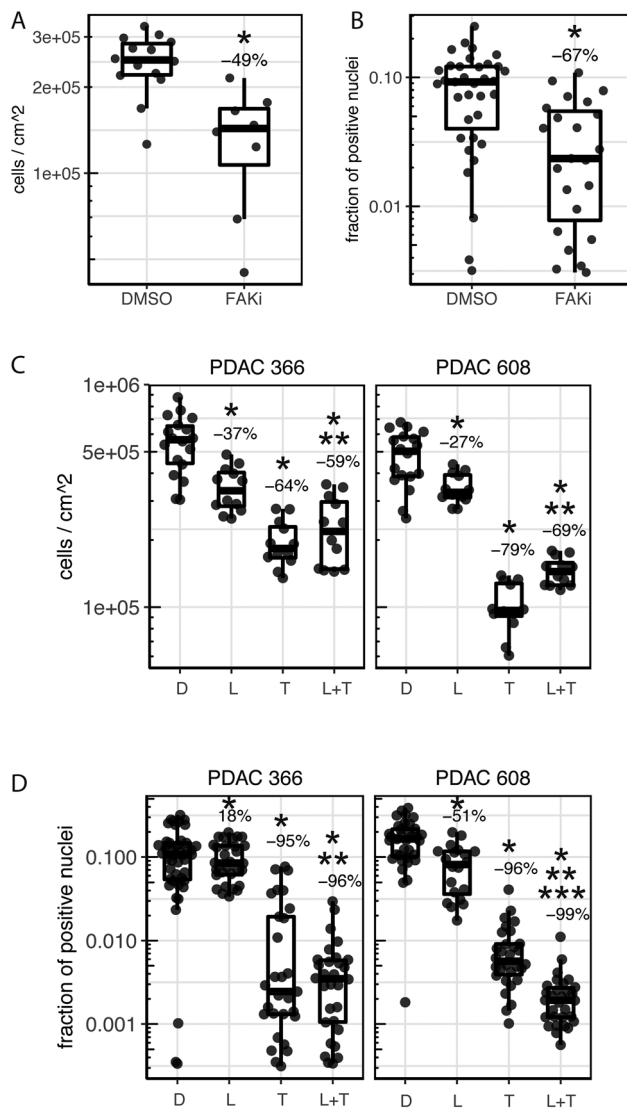 A
cells / cm^2
3e+05
2e+05
1e+05
*
−49%
DMSO
FAKi
B
fraction of positive nuclei
0.10
0.01
*
−67%
DMSO
FAKi
C
PDAC 366
PDAC 608
cells / cm^2
1e+06
5e+05
1e+05
*
−37%
*
−64%
*
**
−59%
*
−27%
*
−79%
*
**
−69%
D
L
T
L+T
D
L
T
L+T
D
PDAC 366
PDAC 608
fraction of positive nuclei
0.100
0.010
0.001
*
18%
*
−95%
*
**
−96%
*
−51%
*
−96%
*
**
***
−99%
D
L
T
L+T
D
L
T
L+T